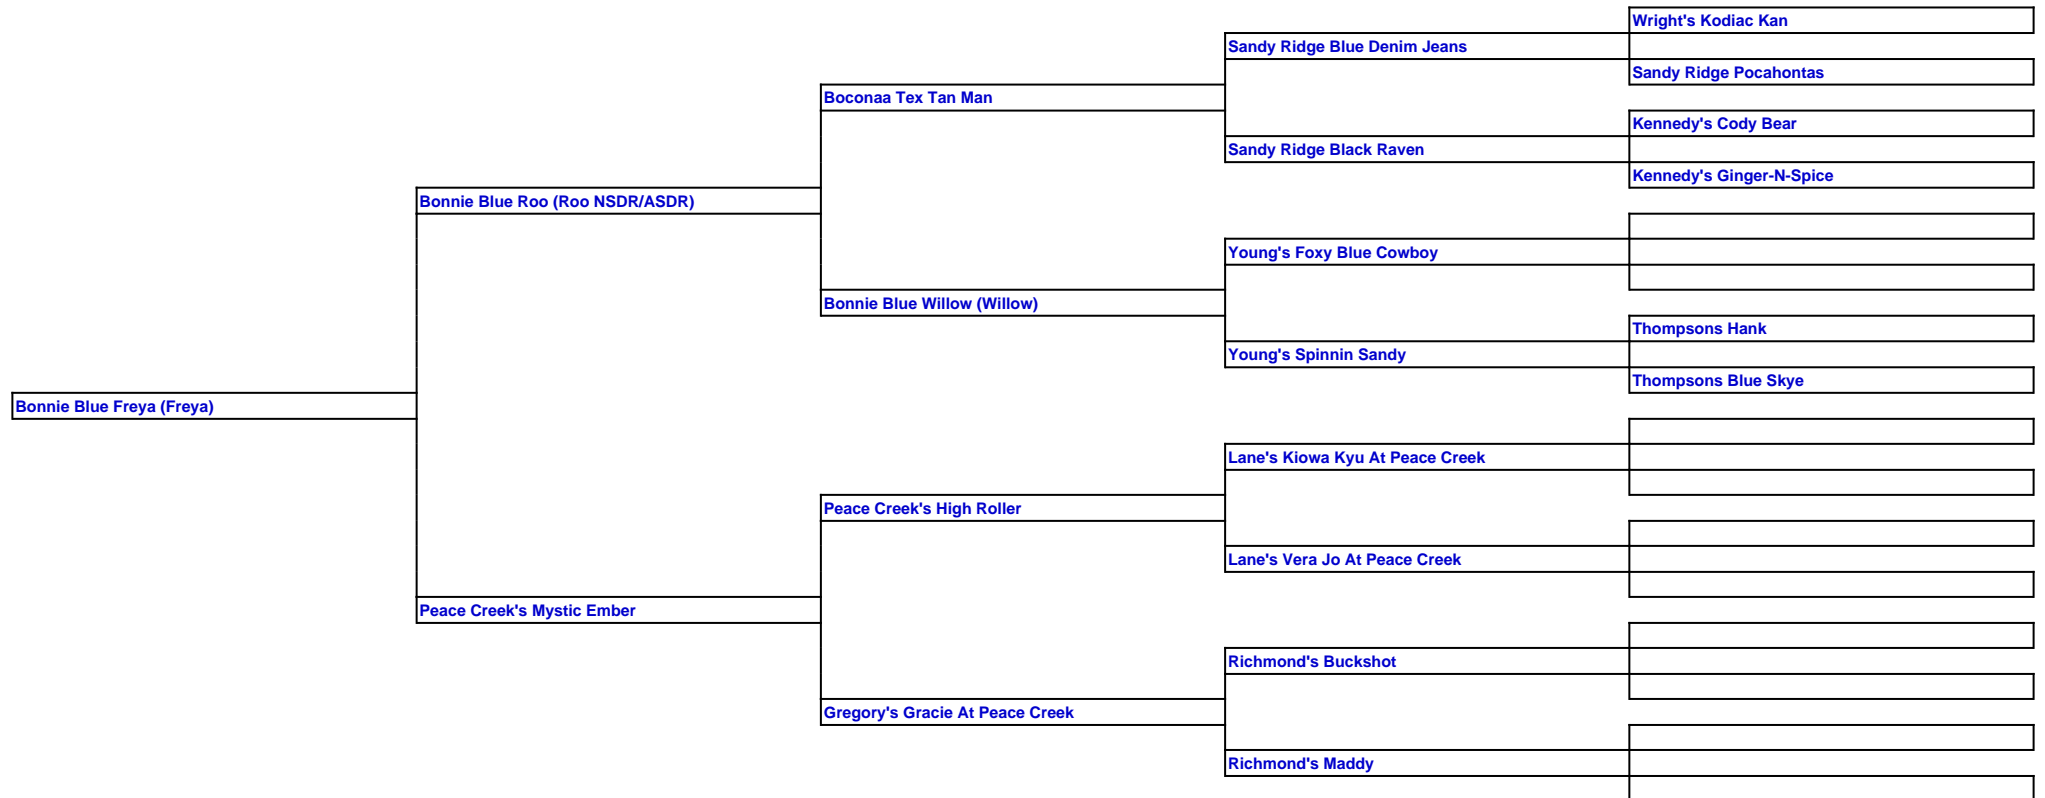 Wright's Kodiac Kan
Sandy Ridge Blue Denim Jeans
Sandy Ridge Pocahontas
Boconaa Tex Tan Man
Kennedy's Cody Bear
Sandy Ridge Black Raven
Kennedy's Ginger-N-Spice
Bonnie Blue Roo (Roo NSDR/ASDR)
Young's Foxy Blue Cowboy
Bonnie Blue Willow (Willow)
Thompsons Hank
Young's Spinnin Sandy
Thompsons Blue Skye
Bonnie Blue Freya (Freya)
Lane's Kiowa Kyu At Peace Creek
Peace Creek's High Roller
Lane's Vera Jo At Peace Creek
Peace Creek's Mystic Ember
Richmond's Buckshot
Gregory's Gracie At Peace Creek
Richmond's Maddy